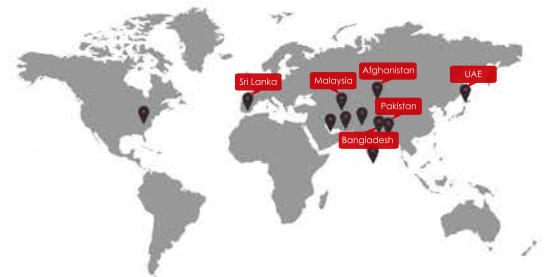 Afghanistan
UAE
Sri Lanka
Malaysia
Pakistan
Bangladesh